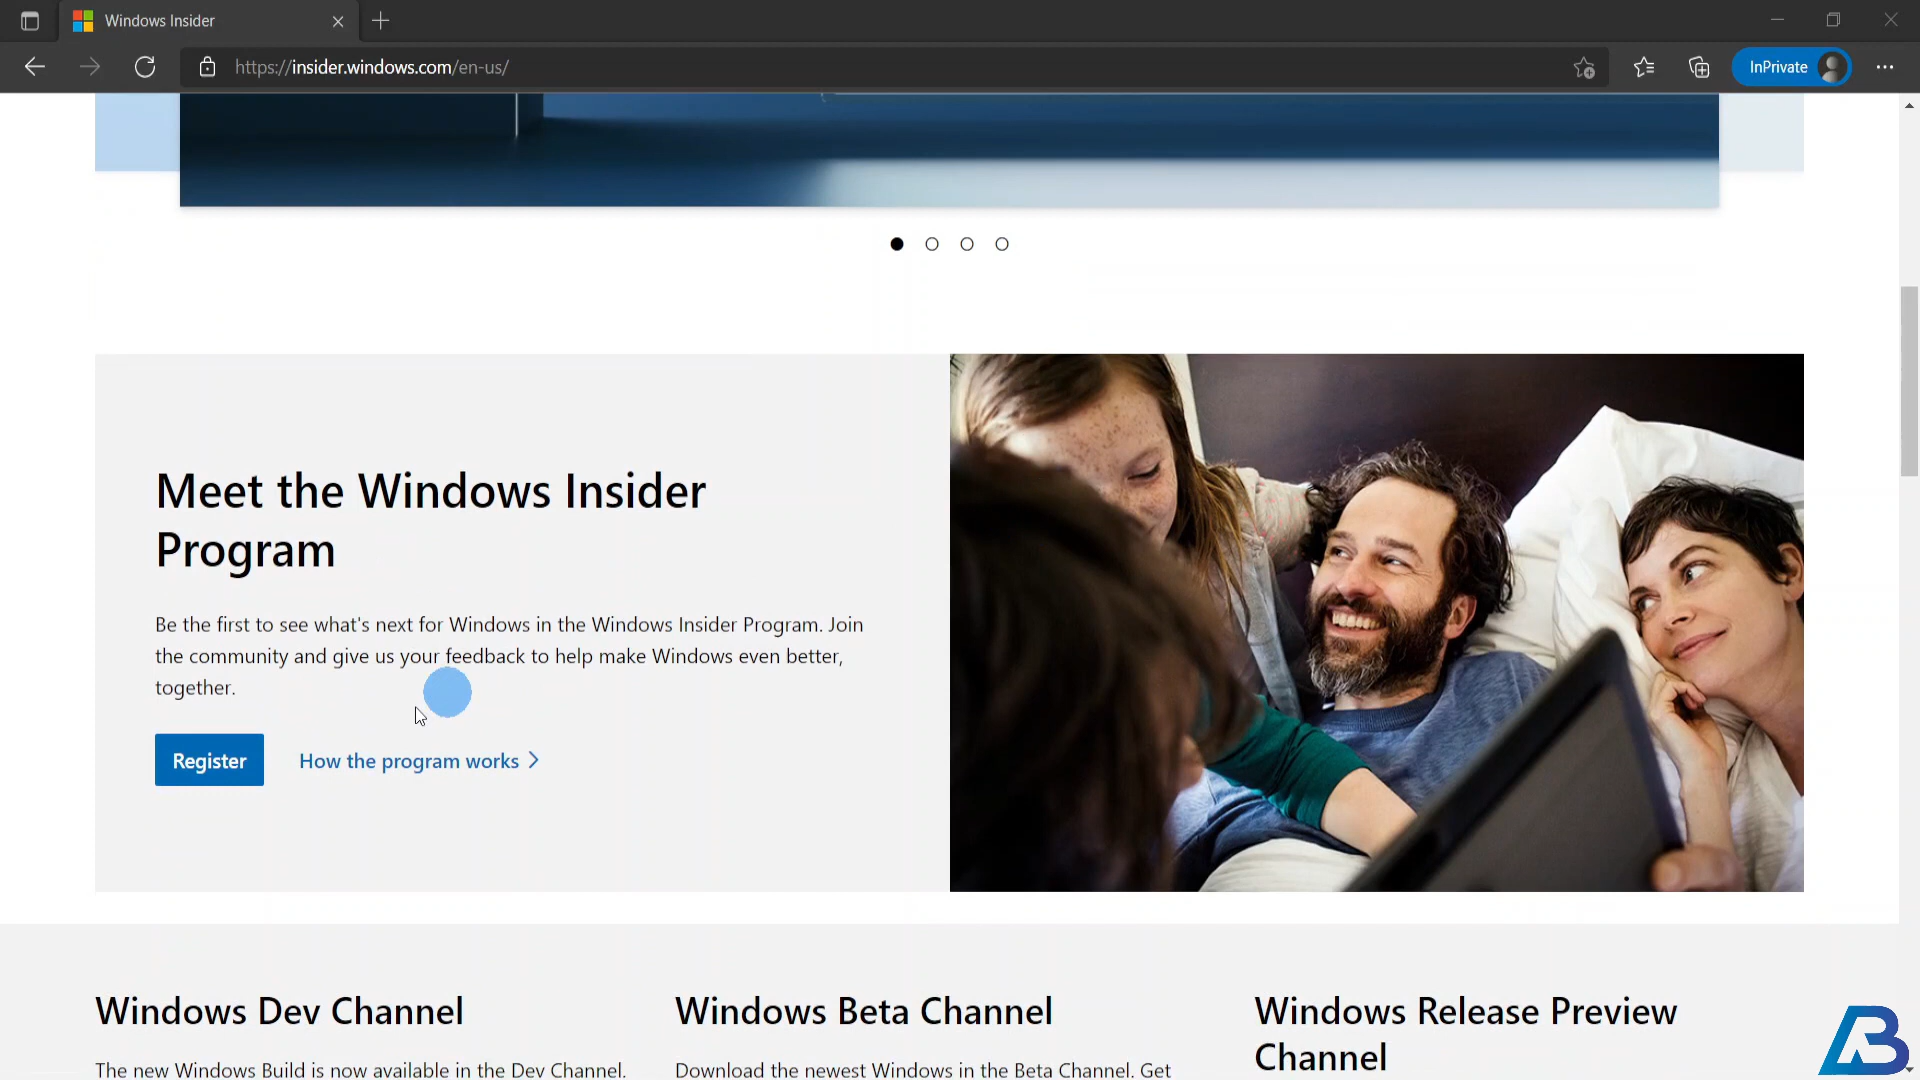 Windows Insider
https://insider.windows.com/en-us/
InPrivate
Meet the Windows Insider
Program
Be the first to see what's next for Windows in the Windows Insider Program. Join
the community and give us your feedback to help make Windows even better,
together.
Register
How the program works
Windows Dev Channel
Windows Beta Channel
Windows Release Preview
Channel
The new Windows Build is now available in the Dev Channel.
Download the newest Windows in the Beta Channel. Get
AB